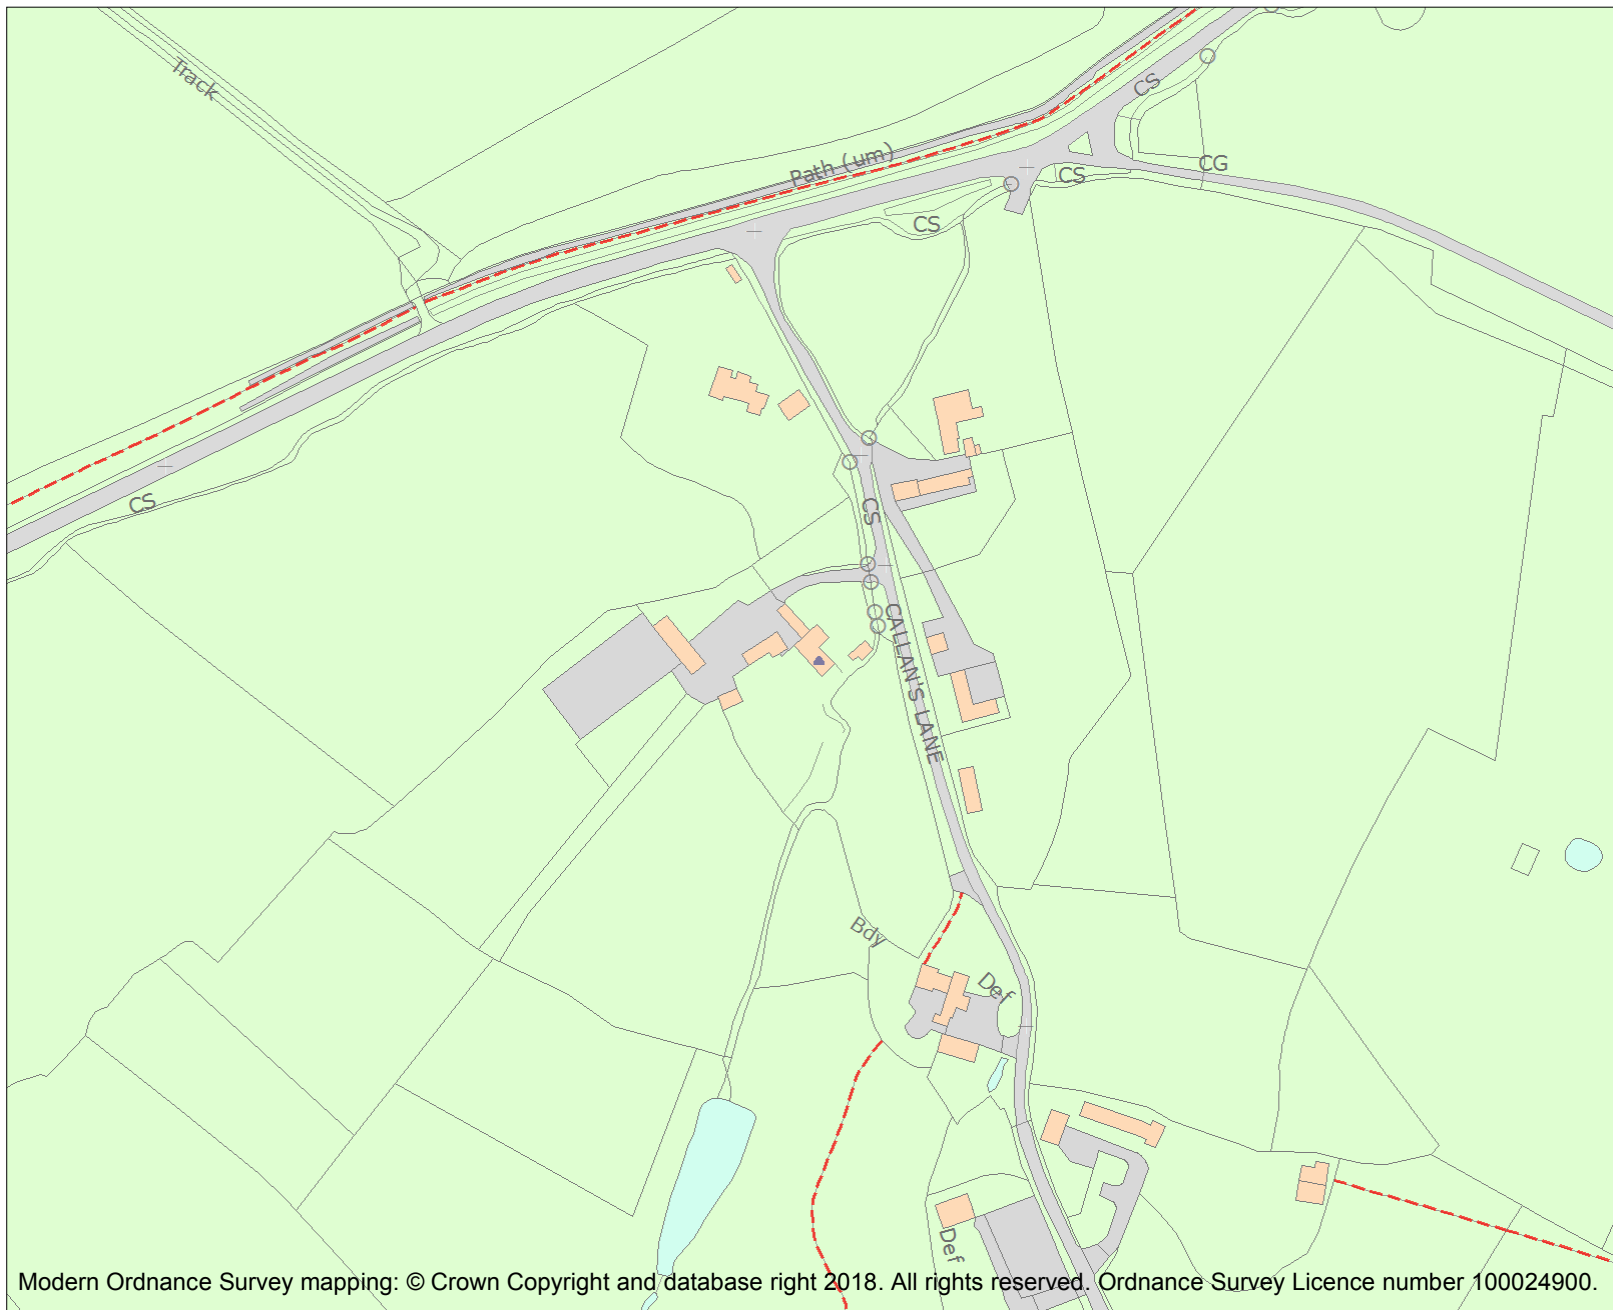 Track
CS
Path (um)
CG
CS
CS
CS
CS
CALLAN'S LANE
Bdy
Def
Def
Modern Ordnance Survey mapping: © Crown Copyright and database right 2018. All rights reserved. Ordnance Survey Licence number 100024900.